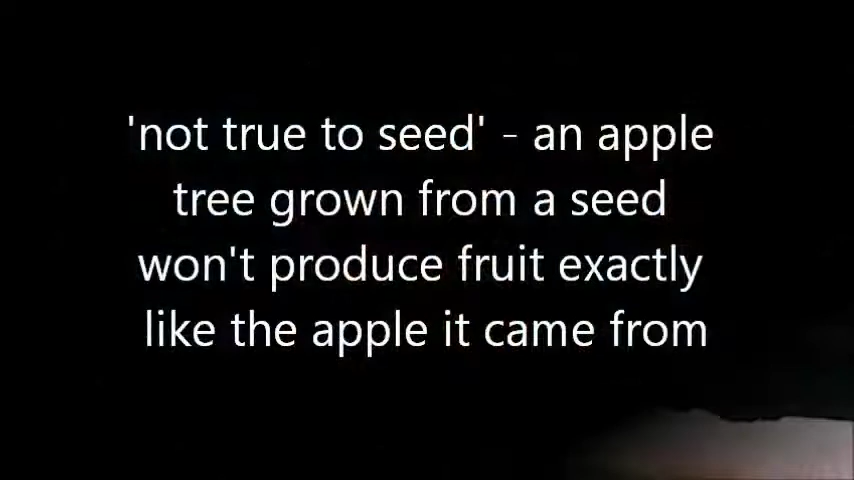 'not true to seed' - an apple
tree grown from a seed
won't produce fruit exactly
like the apple it came from